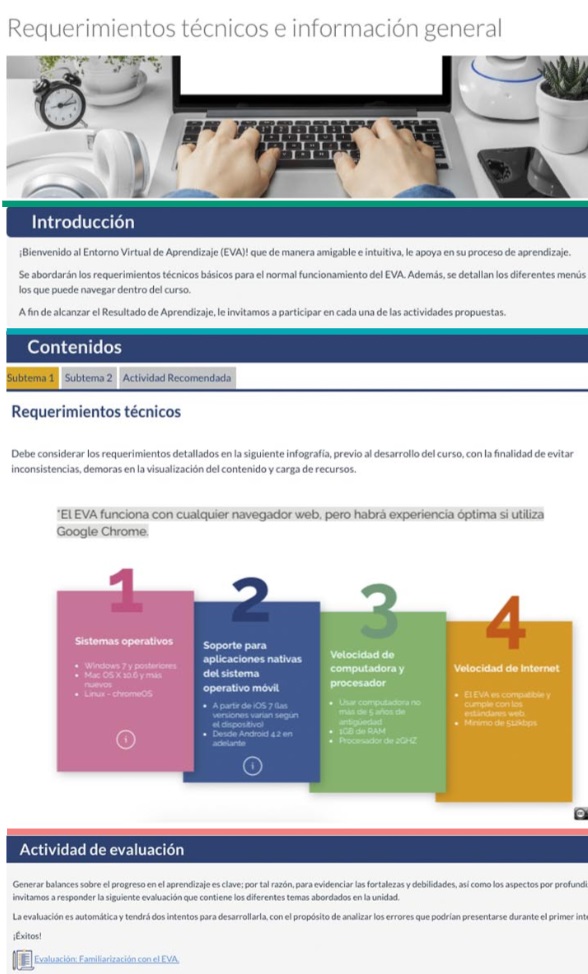 Requerimientos técnicos e información general
Introducción
¡Bienvenido al Entorno Virtual de Aprendizaje (EVA)! que de manera amigable e intuitiva, le apoya en su proceso de aprendizaje.
Se abordarán los requerimientos técnicos básicos para el normal funcionamiento del EVA. Además, se detallan los diferentes menús
los que puede navegar dentro del curso.
A fin de alcanzar el Resultado de Aprendizaje, le invitamos a participar en cada una de las actividades propuestas.
Contenidos
Subtema 1 Subtema 2 Actividad Recomendada
Requerimientos técnicos
Debe considerar los requerimientos detallados en la siguiente infografía, previo al desarrollo del curso, con la finalidad de evitar
inconsistencias, demoras en la visualización del contenido y carga de recursos.
*El EVA funciona con cualquier navegador web, pero habrá experiencia óptima si utiliza
Google Chrome.
1
Sistemas operativos
• Windows 7 y posteriores
• Mac OS X 10.6 y más
nuevos
• Linux - chromeOS
i
2
Soporte para
aplicaciones nativas
del sistema
operativo móvil
• A partir de iOS 7 (las
versiones varían según
el dispositivo)
• Desde Android 4.2 en
adelante
i
3
Velocidad de
computadora y
procesador
• Usar computadora no
más de 5 años de
antigüedad
• 1GB de RAM
• Procesador de 2GHZ
4
Velocidad de Internet
• El EVA es compatible y
cumple con los
estándares web
• Mínimo de 512kbps
Actividad de evaluación
Generar balances sobre el progreso en el aprendizaje es clave; por tal razón, para evidenciar las fortalezas y debilidades, así como los aspectos por profundi
invitamos a responder la siguiente evaluación que contiene los diferentes temas abordados en la unidad.
La evaluación es automática y tendrá dos intentos para desarrollarla, con el propósito de analizar los errores que podrían presentarse durante el primer inte
¡Éxitos!
Evaluación: Familiarización con el EVA.